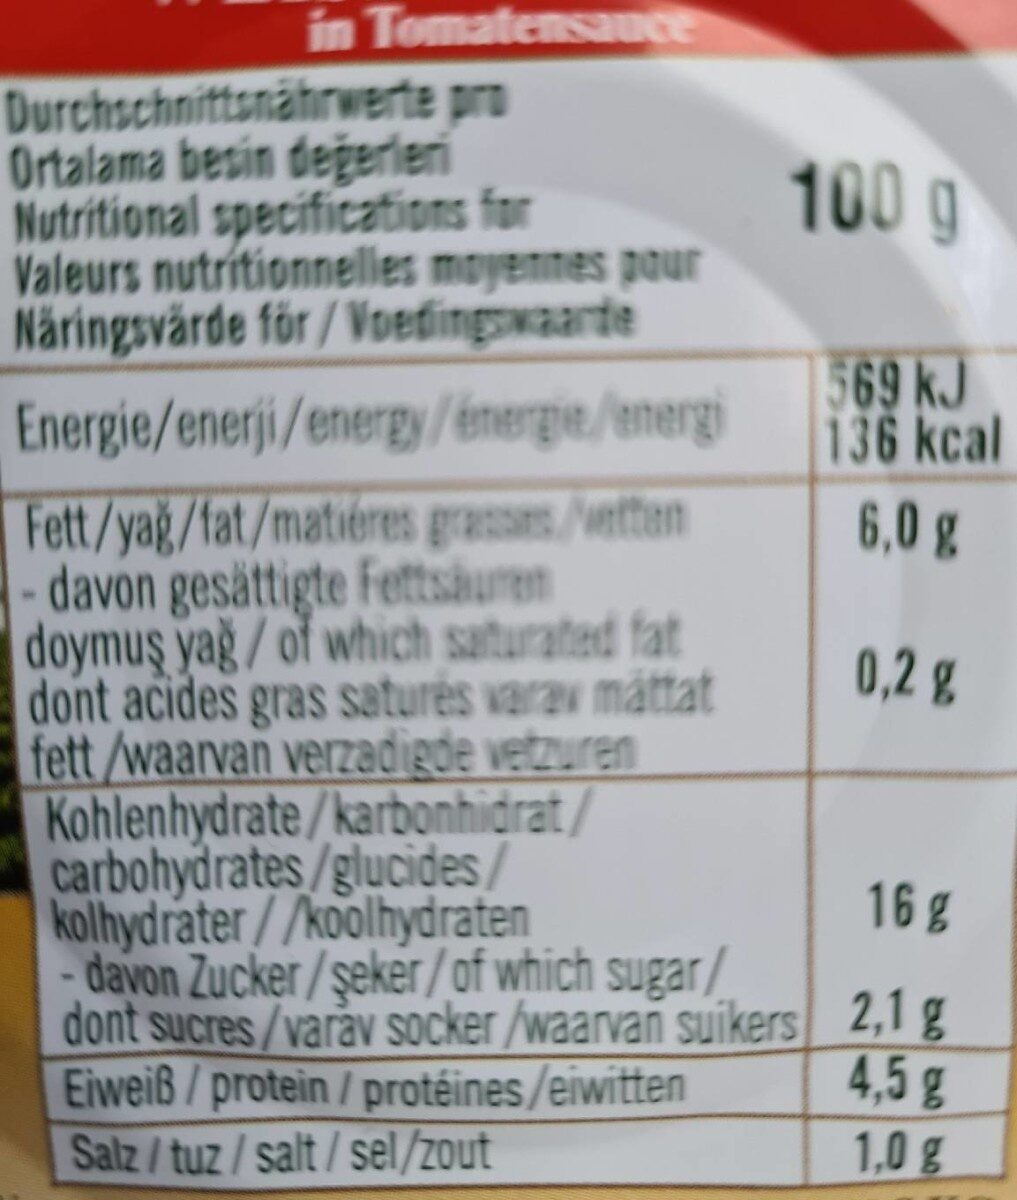 in Tomatensauce
Durchschnittsnährwerte pro
Ortalama besin değerleri
Nutritional specifications for
Valeurs nutritionnelles moyennes pour
Näringsvärde för / Voedingswaarde
100 g
Energie/enerji/energy/énergie/energi
569 kJ
136 kcal
Fett/yağ/fat/matiéres grasses/vetten
6,0 g
- davon gesättigte Fettsäuren
doymuş yağ / of which saturated fat
dont acides gras saturés varav mättat
fett /waarvan verzadigde vetzuren
0,2 g
Kohlenhydrate/karbonhidrat/
carbohydrates/glucides/
kolhydrater / /koolhydraten
16 g
- davon Zucker/şeker/of which sugar/
dont sucres/varav socker/waarvan suikers
2,1 g
Eiweiß / protein / protéines/eiwitten
4,5 g
Salz / tuz / salt / sel/zout
1,0 g